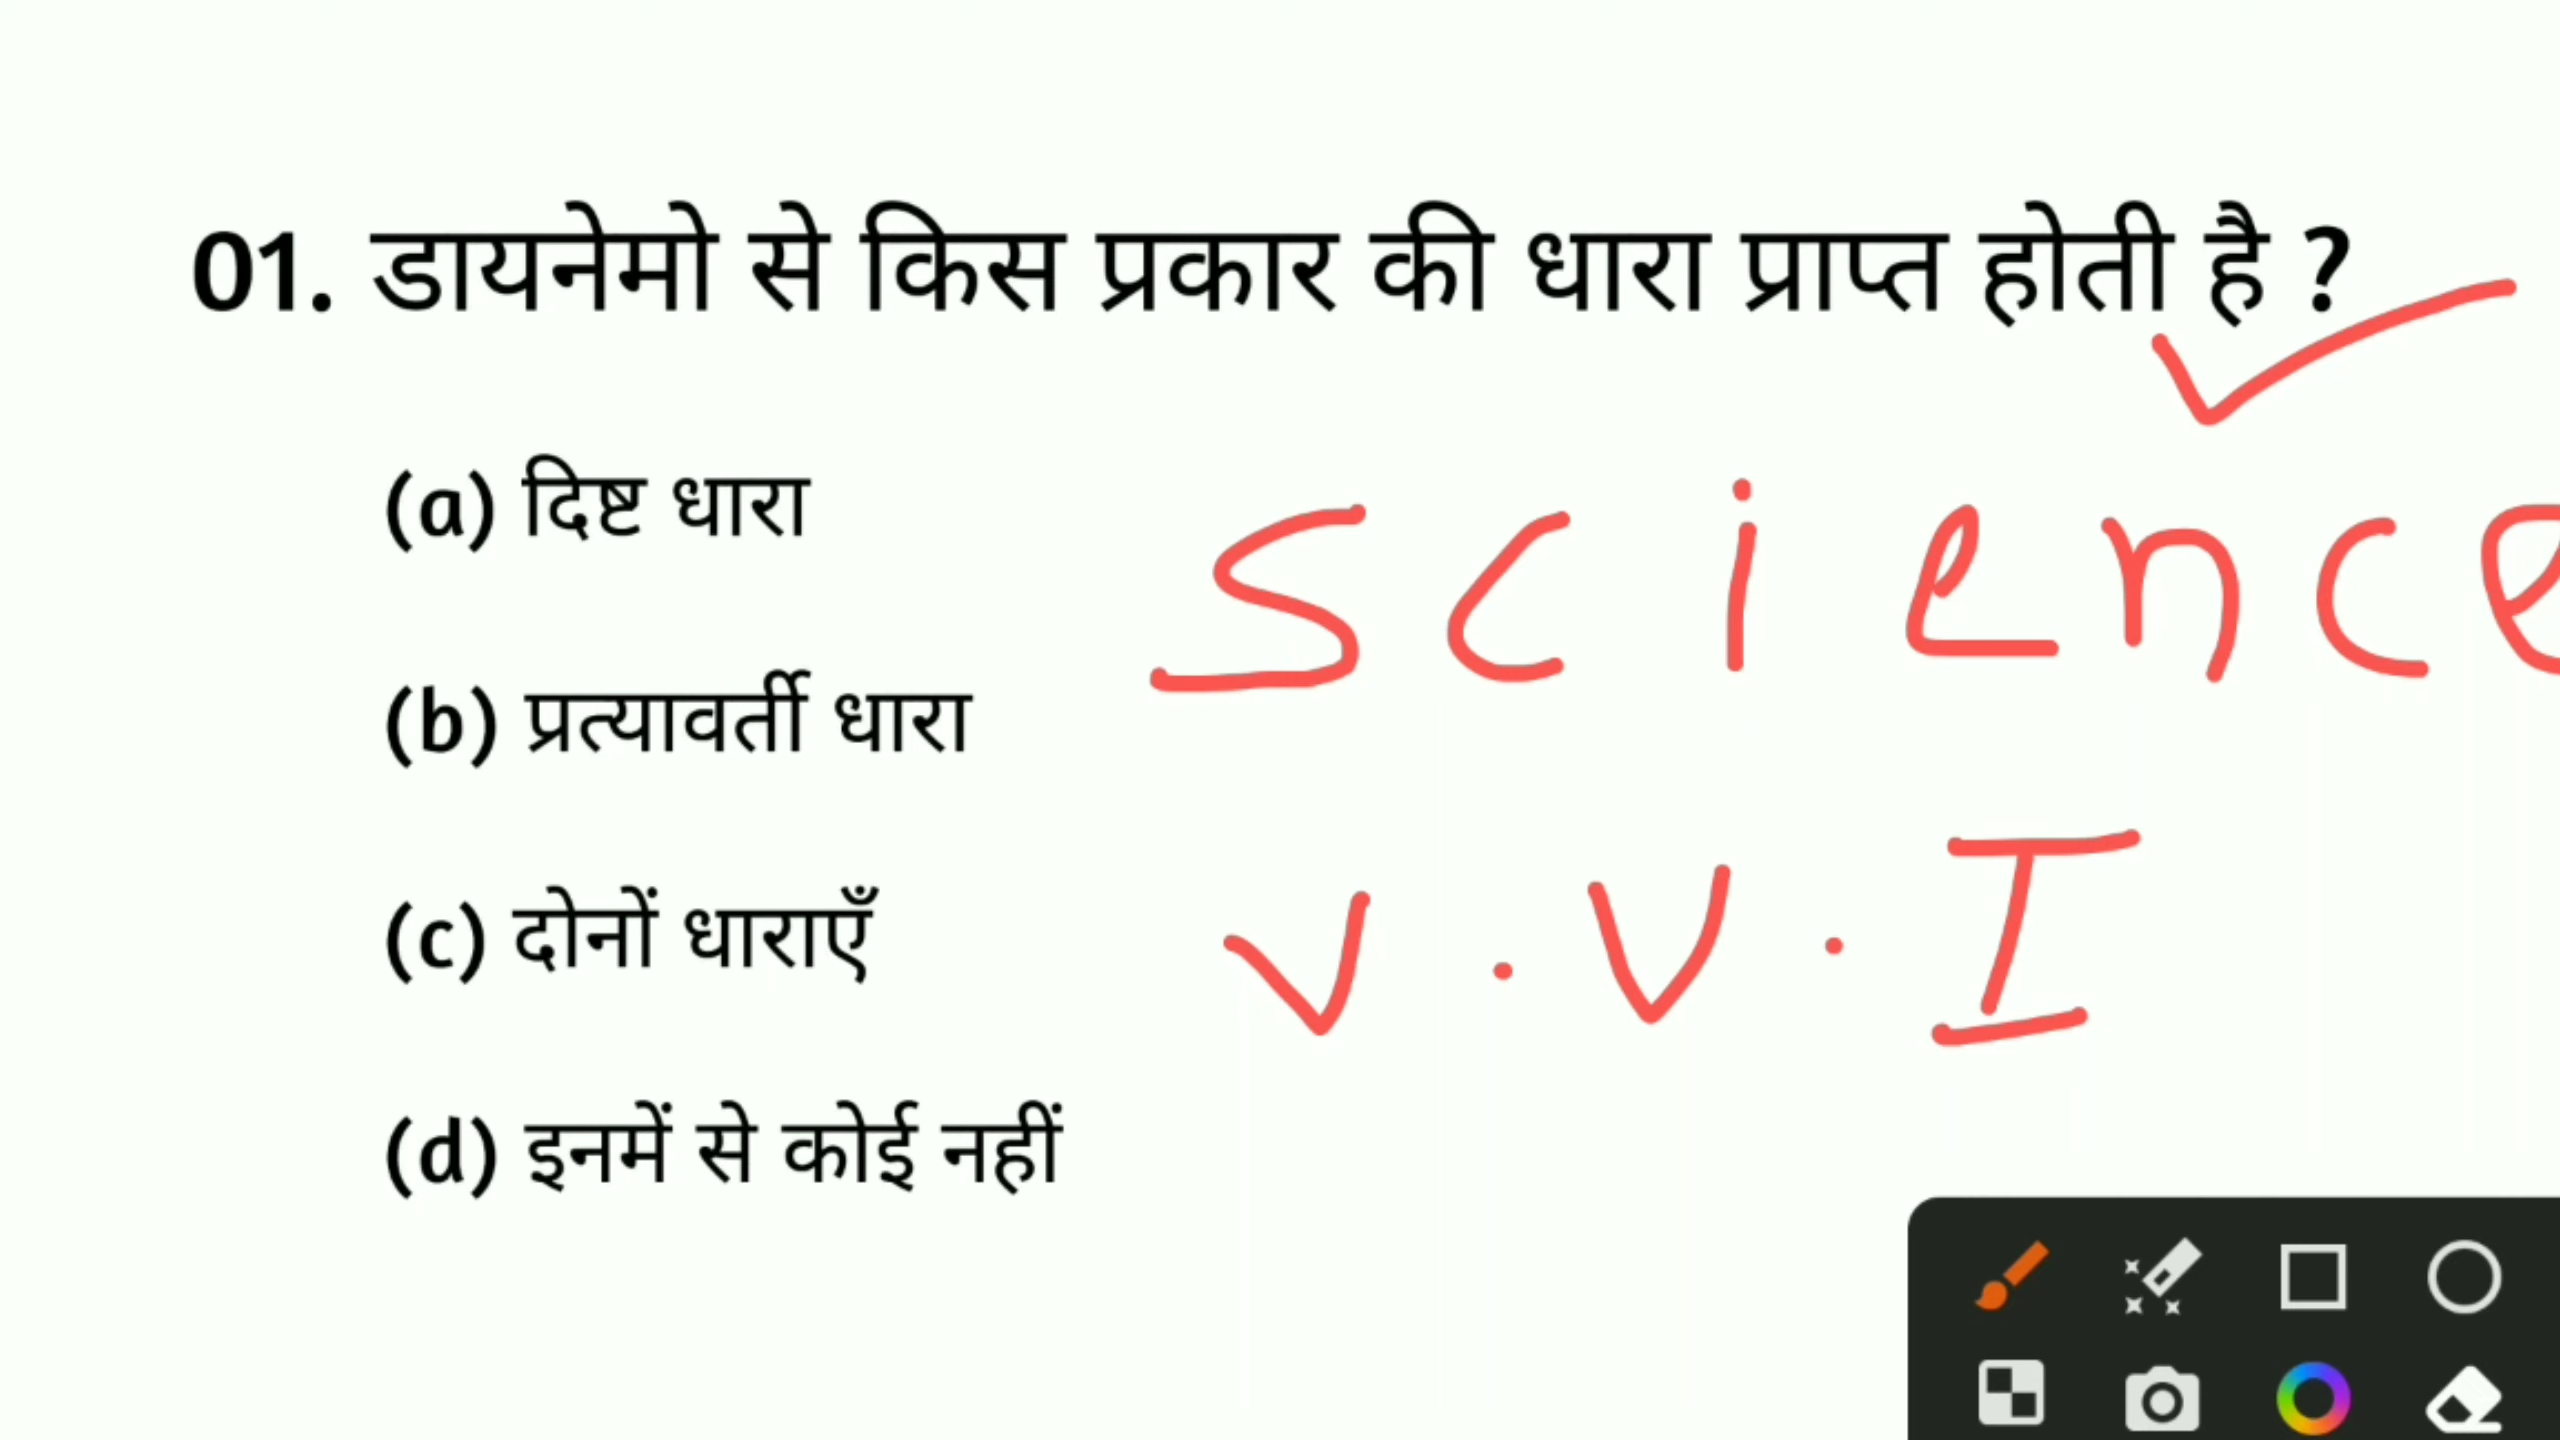 01. डायनेमो से किस प्रकार की धारा प्राप्त होती है ?
(a) दिष्ट धारा
science
(b) प्रत्यावर्ती धारा
(c) दोनों धाराएँ
V.V.I
(d) इनमें से कोई नहीं